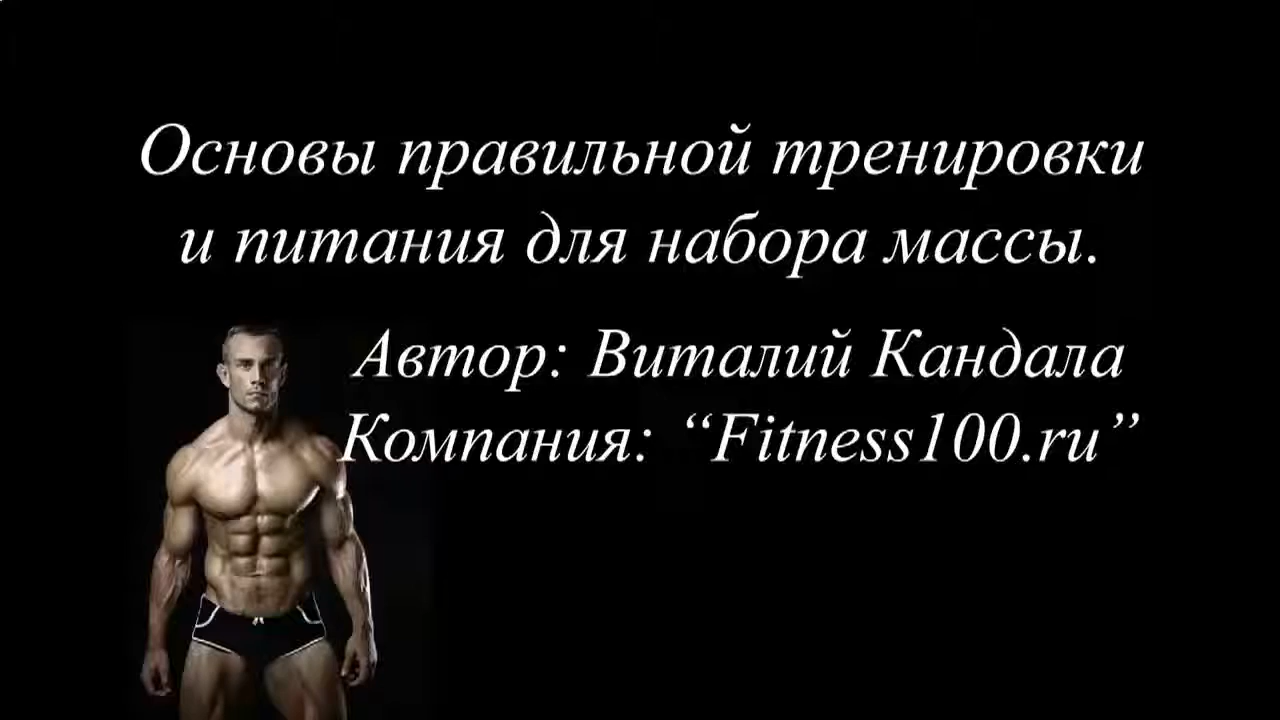 Основы правильной тренировки
и питания для набора массы.
Автор: Виталий Кандала
Компания: “Fitness100.ru”